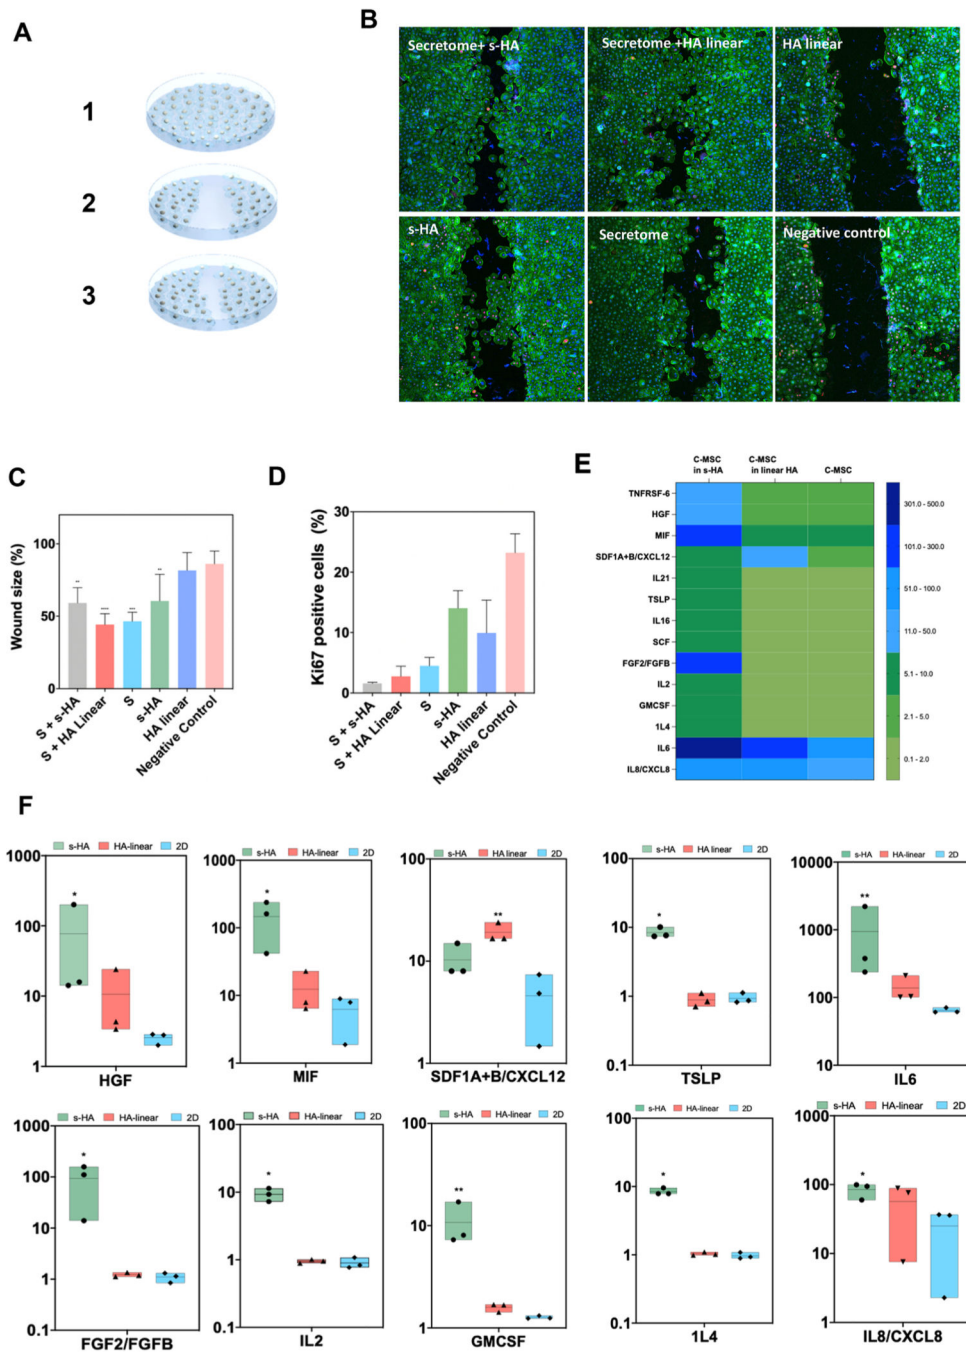 A
1
2
3
B
Secretome+ s-HA
Secretome +HA linear
HA linear
s-HA
Secretome
Negative control
C
Wound size (%)
100
50
0
S + s-HA
S + HA Linear
S
s-HA
HA linear
Negative Control
D
Ki67 positive cells (%)
30
20
10
0
S + s-HA
S + HA Linear
S
s-HA
HA linear
Negative Control
E
C-MSC in s-HA
C-MSC in linear HA
C-MSC
TNFRSF-6
HGF
MIF
SDF1A+B/CXCL12
IL21
TSLP
IL16
SCF
FGF2/FGFB
IL2
GMCSF
1L4
IL6
IL8/CXCL8
301.0 - 500.0
101.0 - 300.0
51.0 - 100.0
11.0 - 50.0
5.1 - 10.0
2.1 - 5.0
0.1 - 2.0
F
s-HA HA-linear 2D
1000
100
10
1
*
HGF
s-HA HA-linear 2D
1000
100
10
1
*
MIF
s-HA HA linear 2D
100
10
1
**
SDF1A+B/CXCL12
s-HA HA linear 2D
10
1
0.1
*
TSLP
s-HA HA-linear 2D
10000
1000
100
10
**
IL6
s-HA HA-linear 2D
1000
100
10
1
0.1
*
FGF2/FGFB
s-HA HA-linear 2D
100
10
1
0.1
*
IL2
s-HA HA-linear 2D
100
10
1
**
GMCSF
s-HA HA-linear 2D
100
10
1
0.1
*
1L4
s-HA HA-linear 2D
1000
100
10
1
*
IL8/CXCL8